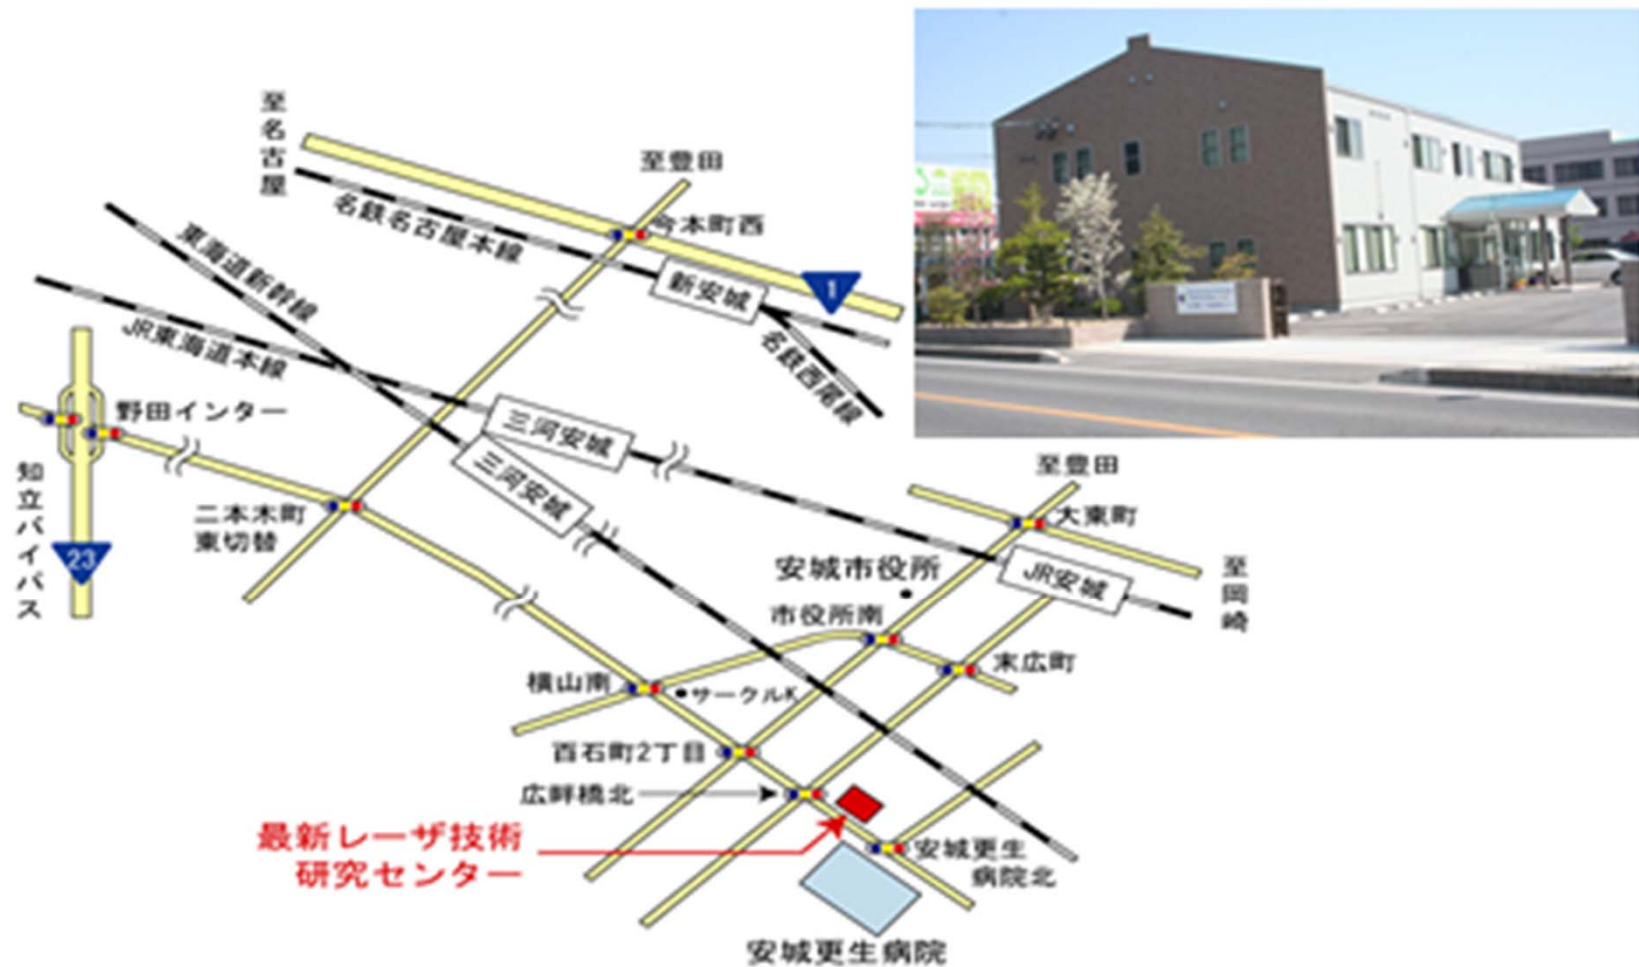 至名古屋
至豊田
今本町西
名鉄名古屋本線
新安城
1
名鉄西尾線
東海道新幹線
JR東海道本線
野田インター
三河安城
三河安城
知立バイパス
23
二本木町
東切替
至豊田
大東町
安城市役所
JR安城
至岡崎
市役所南
末広町
横山南
サークルK
百石町2丁目
広畔橋北
最新レーザ技術
研究センター
安城更生
病院北
安城更生病院